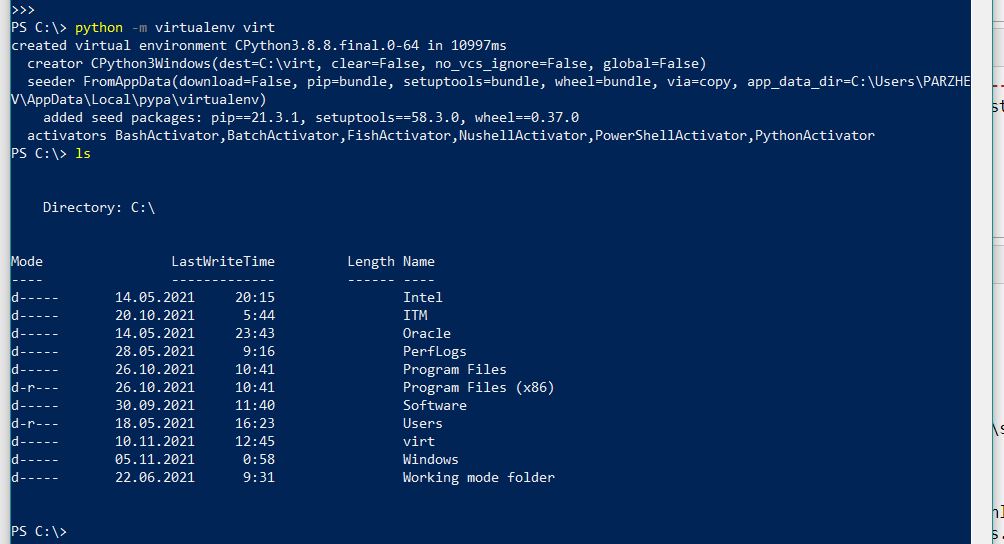 >>>
PS C:\> python -m virtualenv virt
created virtual environment CPython3.8.8.final.0-64 in 10997ms
  creator CPython3Windows(dest=C:\virt, clear=False, no_vcs_ignore=False, global=False)
  seeder FromAppData(download=False, pip=bundle, setuptools=bundle, wheel=bundle, via=copy, app_data_dir=C:\Users\PARZHE
V\AppData\Local\pypa\virtualenv)
    added seed packages: pip==21.3.1, setuptools==58.3.0, wheel==0.37.0
  activators BashActivator,BatchActivator,FishActivator,NushellActivator,PowerShellActivator,PythonActivator
PS C:\> ls
    Directory: C:\
Mode                LastWriteTime         Length Name
----                -------------         ------ ----
d-----       14.05.2021     20:15                Intel
d-----       20.10.2021      5:44                ITM
d-----       14.05.2021     23:43                Oracle
d-----       28.05.2021      9:16                PerfLogs
d-----       26.10.2021     10:41                Program Files
d-r---       26.10.2021     10:41                Program Files (x86)
d-----       30.09.2021     11:40                Software
d-r---       18.05.2021     16:23                Users
d-----       10.11.2021     12:45                virt
d-----       05.11.2021      0:58                Windows
d-----       22.06.2021      9:31                Working mode folder
PS C:\>